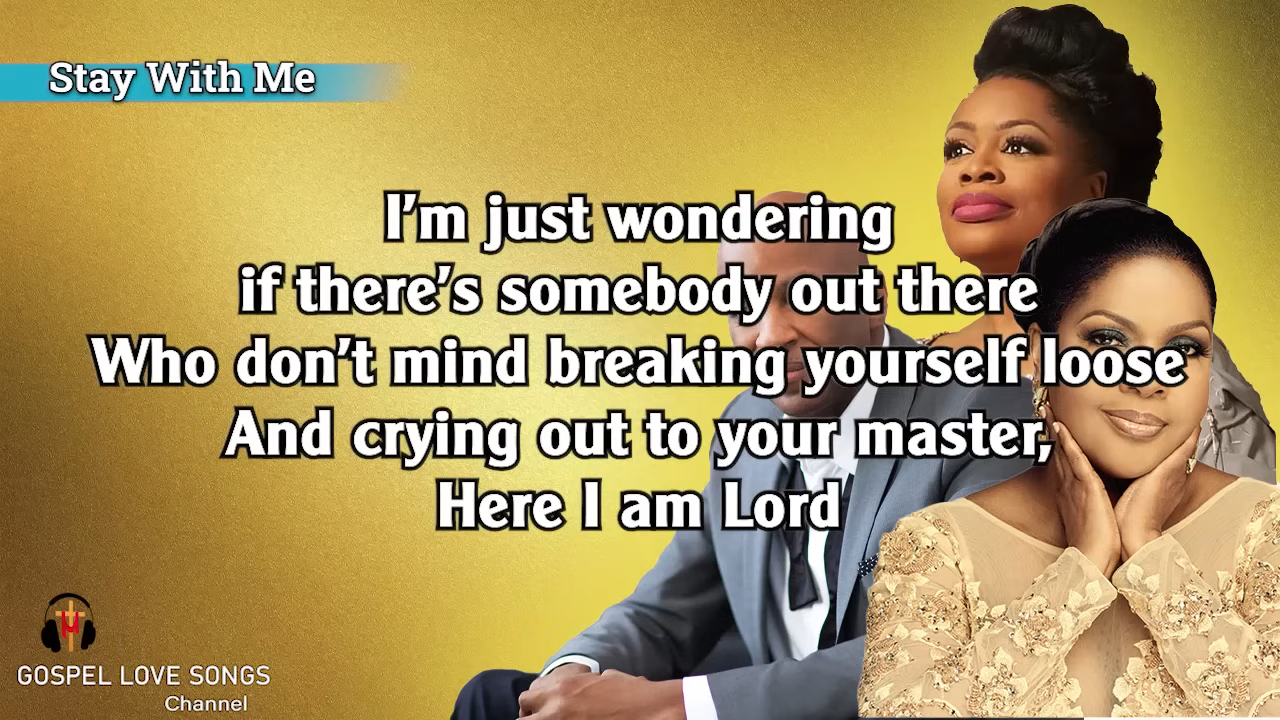 Stay With Me
I'm just wondering
if there's somebody out there
Who don't mind breaking yourself loose
And crying out to your master,
Here I am Lord
GOSPEL LOVE SONGS
Channel